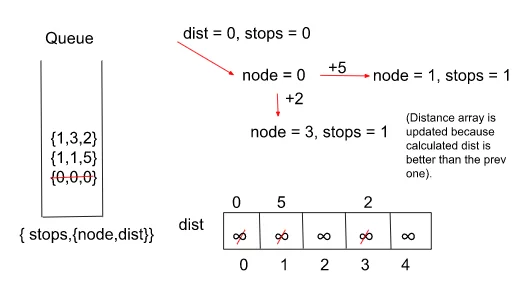 Queue
dist = 0, stops = 0
+5
node = 0
node = 1, stops = 1
+2
node = 3, stops = 1
(Distance array is
updated because
calculated dist is
better than the prev
one).
{1,3,2}
{1,1,5}
{0,0,0}
{ stops,{node,dist}}
0 5 2
dist
∞ ∞ ∞ ∞ ∞
0 1 2 3 4